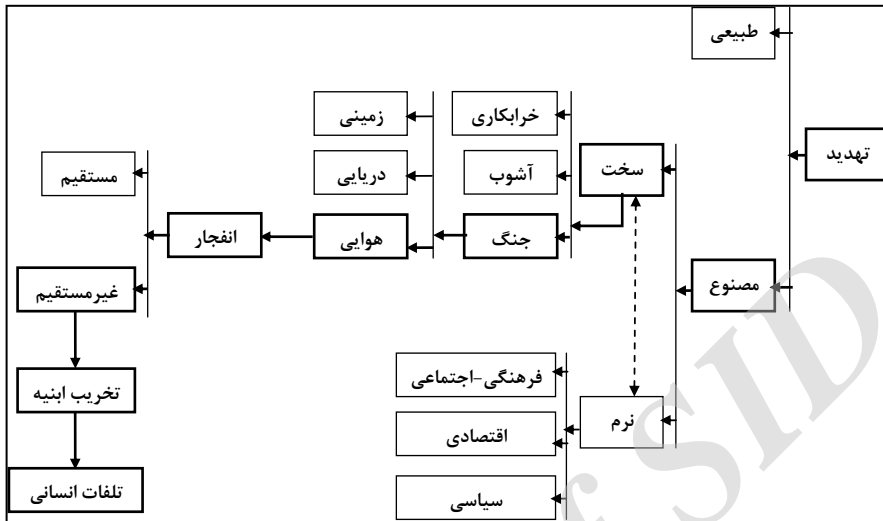 طبیعی
تهدید
مصنوع
سخت
نرم
خرابکاری
آشوب
جنگ
زمینی
دریایی
هوایی
انفجار
مستقیم
غیرمستقیم
تخریب ابنیه
تلفات انسانی
فرهنگی-اجتماعی
اقتصادی
سیاسی
f SID